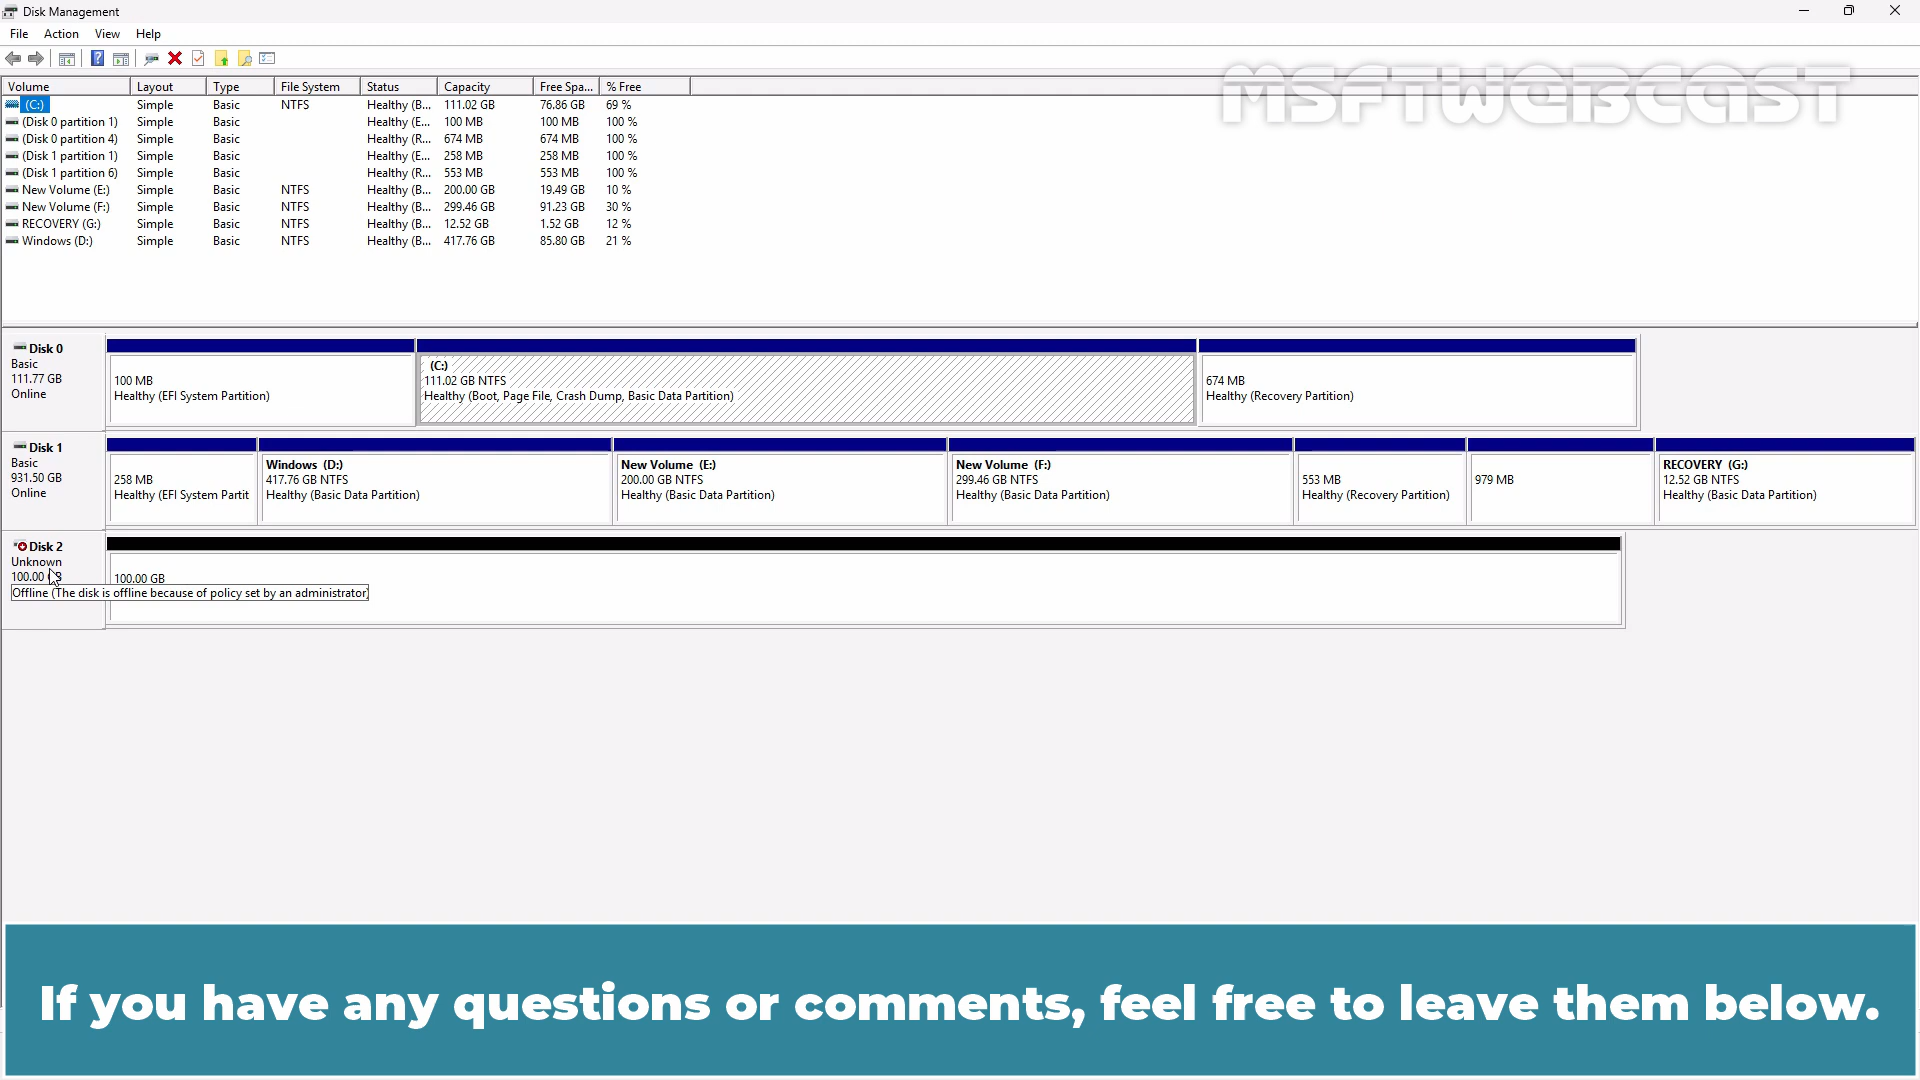 Disk Management
File Action View Help
Volume Layout Type File System Status Capacity Free Spa... % Free
(C:) Simple Basic NTFS Healthy (B... 111.02 GB 76.86 GB 69 %
(Disk 0 partition 1) Simple Basic Healthy (E... 100 MB 100 MB 100 %
(Disk 0 partition 4) Simple Basic Healthy (R... 674 MB 674 MB 100 %
(Disk 1 partition 1) Simple Basic Healthy (E... 258 MB 258 MB 100 %
(Disk 1 partition 6) Simple Basic Healthy (R... 553 MB 553 MB 100 %
New Volume (E:) Simple Basic NTFS Healthy (B... 200.00 GB 19.49 GB 10 %
New Volume (F:) Simple Basic NTFS Healthy (B... 299.46 GB 91.23 GB 30 %
RECOVERY (G:) Simple Basic NTFS Healthy (B... 12.52 GB 1.52 GB 12 %
Windows (D:) Simple Basic NTFS Healthy (B... 417.76 GB 85.80 GB 21 %
MSFTWEBCAST
Disk 0
Basic
111.77 GB
Online
100 MB
Healthy (EFI System Partition)
(C:)
111.02 GB NTFS
Healthy (Boot, Page File, Crash Dump, Basic Data Partition)
674 MB
Healthy (Recovery Partition)
Disk 1
Basic
931.50 GB
Online
258 MB
Healthy (EFI System Partit
Windows (D:)
417.76 GB NTFS
Healthy (Basic Data Partition)
New Volume (E:)
200.00 GB NTFS
Healthy (Basic Data Partition)
New Volume (F:)
299.46 GB NTFS
Healthy (Basic Data Partition)
553 MB
Healthy (Recovery Partition)
979 MB
RECOVERY (G:)
12.52 GB NTFS
Healthy (Basic Data Partition)
Disk 2
Unknown
100.00 GB
100.00 GB
Offline (The disk is offline because of policy set by an administrator)
If you have any questions or comments, feel free to leave them below.